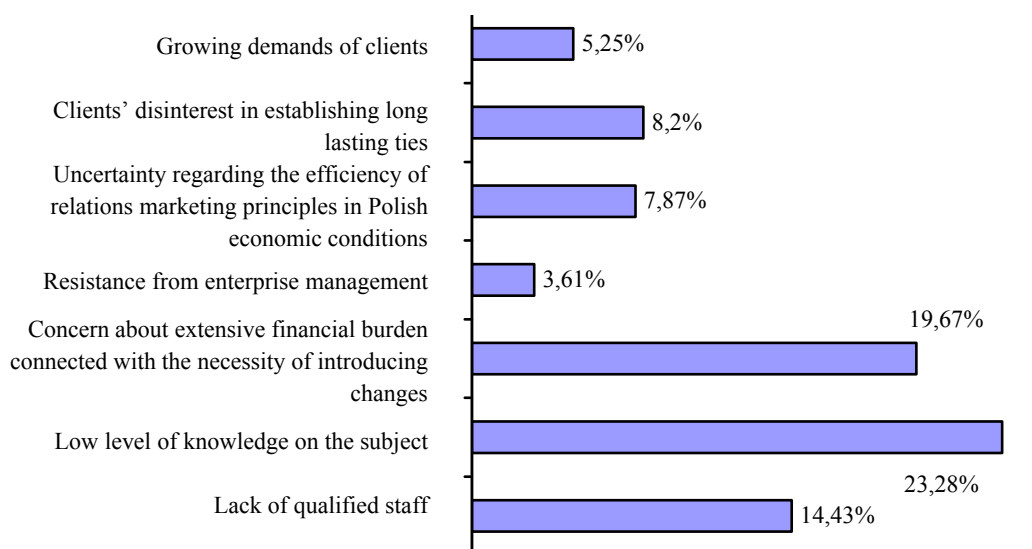 Growing demands of clients
5,25%
Clients’ disinterest in establishing long
lasting ties
8,2%
Uncertainty regarding the efficiency of
relations marketing principles in Polish
economic conditions
7,87%
Resistance from enterprise management
3,61%
Concern about extensive financial burden
connected with the necessity of introducing
changes
19,67%
Low level of knowledge on the subject
23,28%
Lack of qualified staff
14,43%